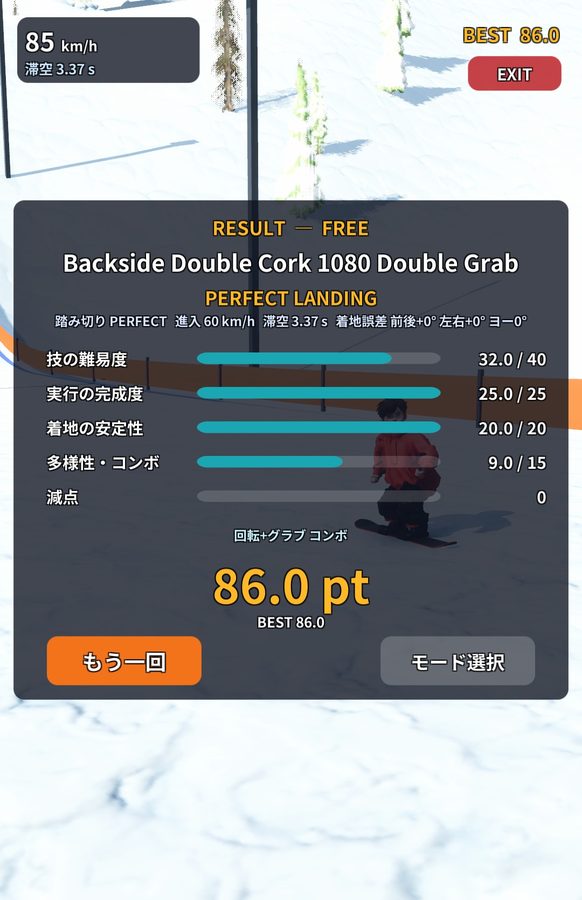 85 km/h
滞空 3.37 s
BEST 86.0
EXIT
RESULT — FREE
Backside Double Cork 1080 Double Grab
PERFECT LANDING
踏み切り PERFECT 進入 60 km/h 滞空 3.37 s 着地誤差 前後+0° 左右+0° ヨー0°
技の難易度 32.0 / 40
実行の完成度 25.0 / 25
着地の安定性 20.0 / 20
多様性・コンボ 9.0 / 15
減点 0
回転+グラブ コンボ
86.0 pt
BEST 86.0
もう一回
モード選択